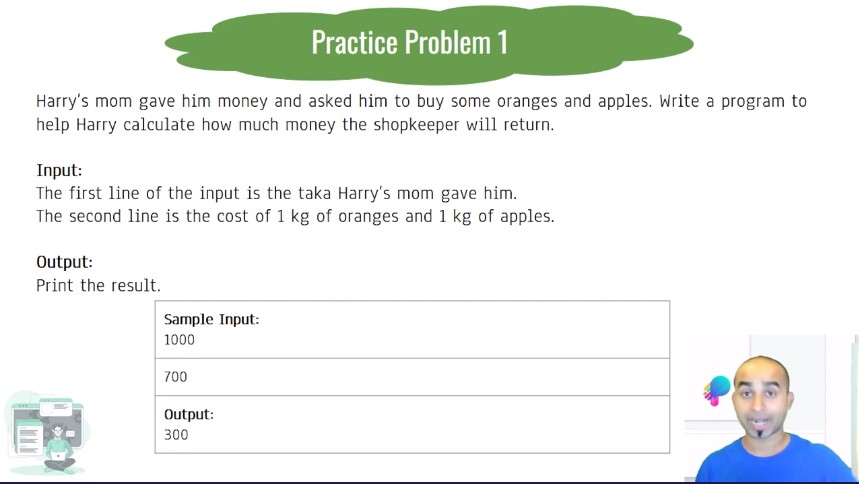 Practice Problem 1
Harry's mom gave him money and asked him to buy some oranges and apples. Write a program to
help Harry calculate how much money the shopkeeper will return.
Input:
The first line of the input is the taka Harry's mom gave him.
The second line is the cost of 1 kg of oranges and 1 kg of apples.
Output:
Print the result.
Sample Input:
1000
700
Output:
300